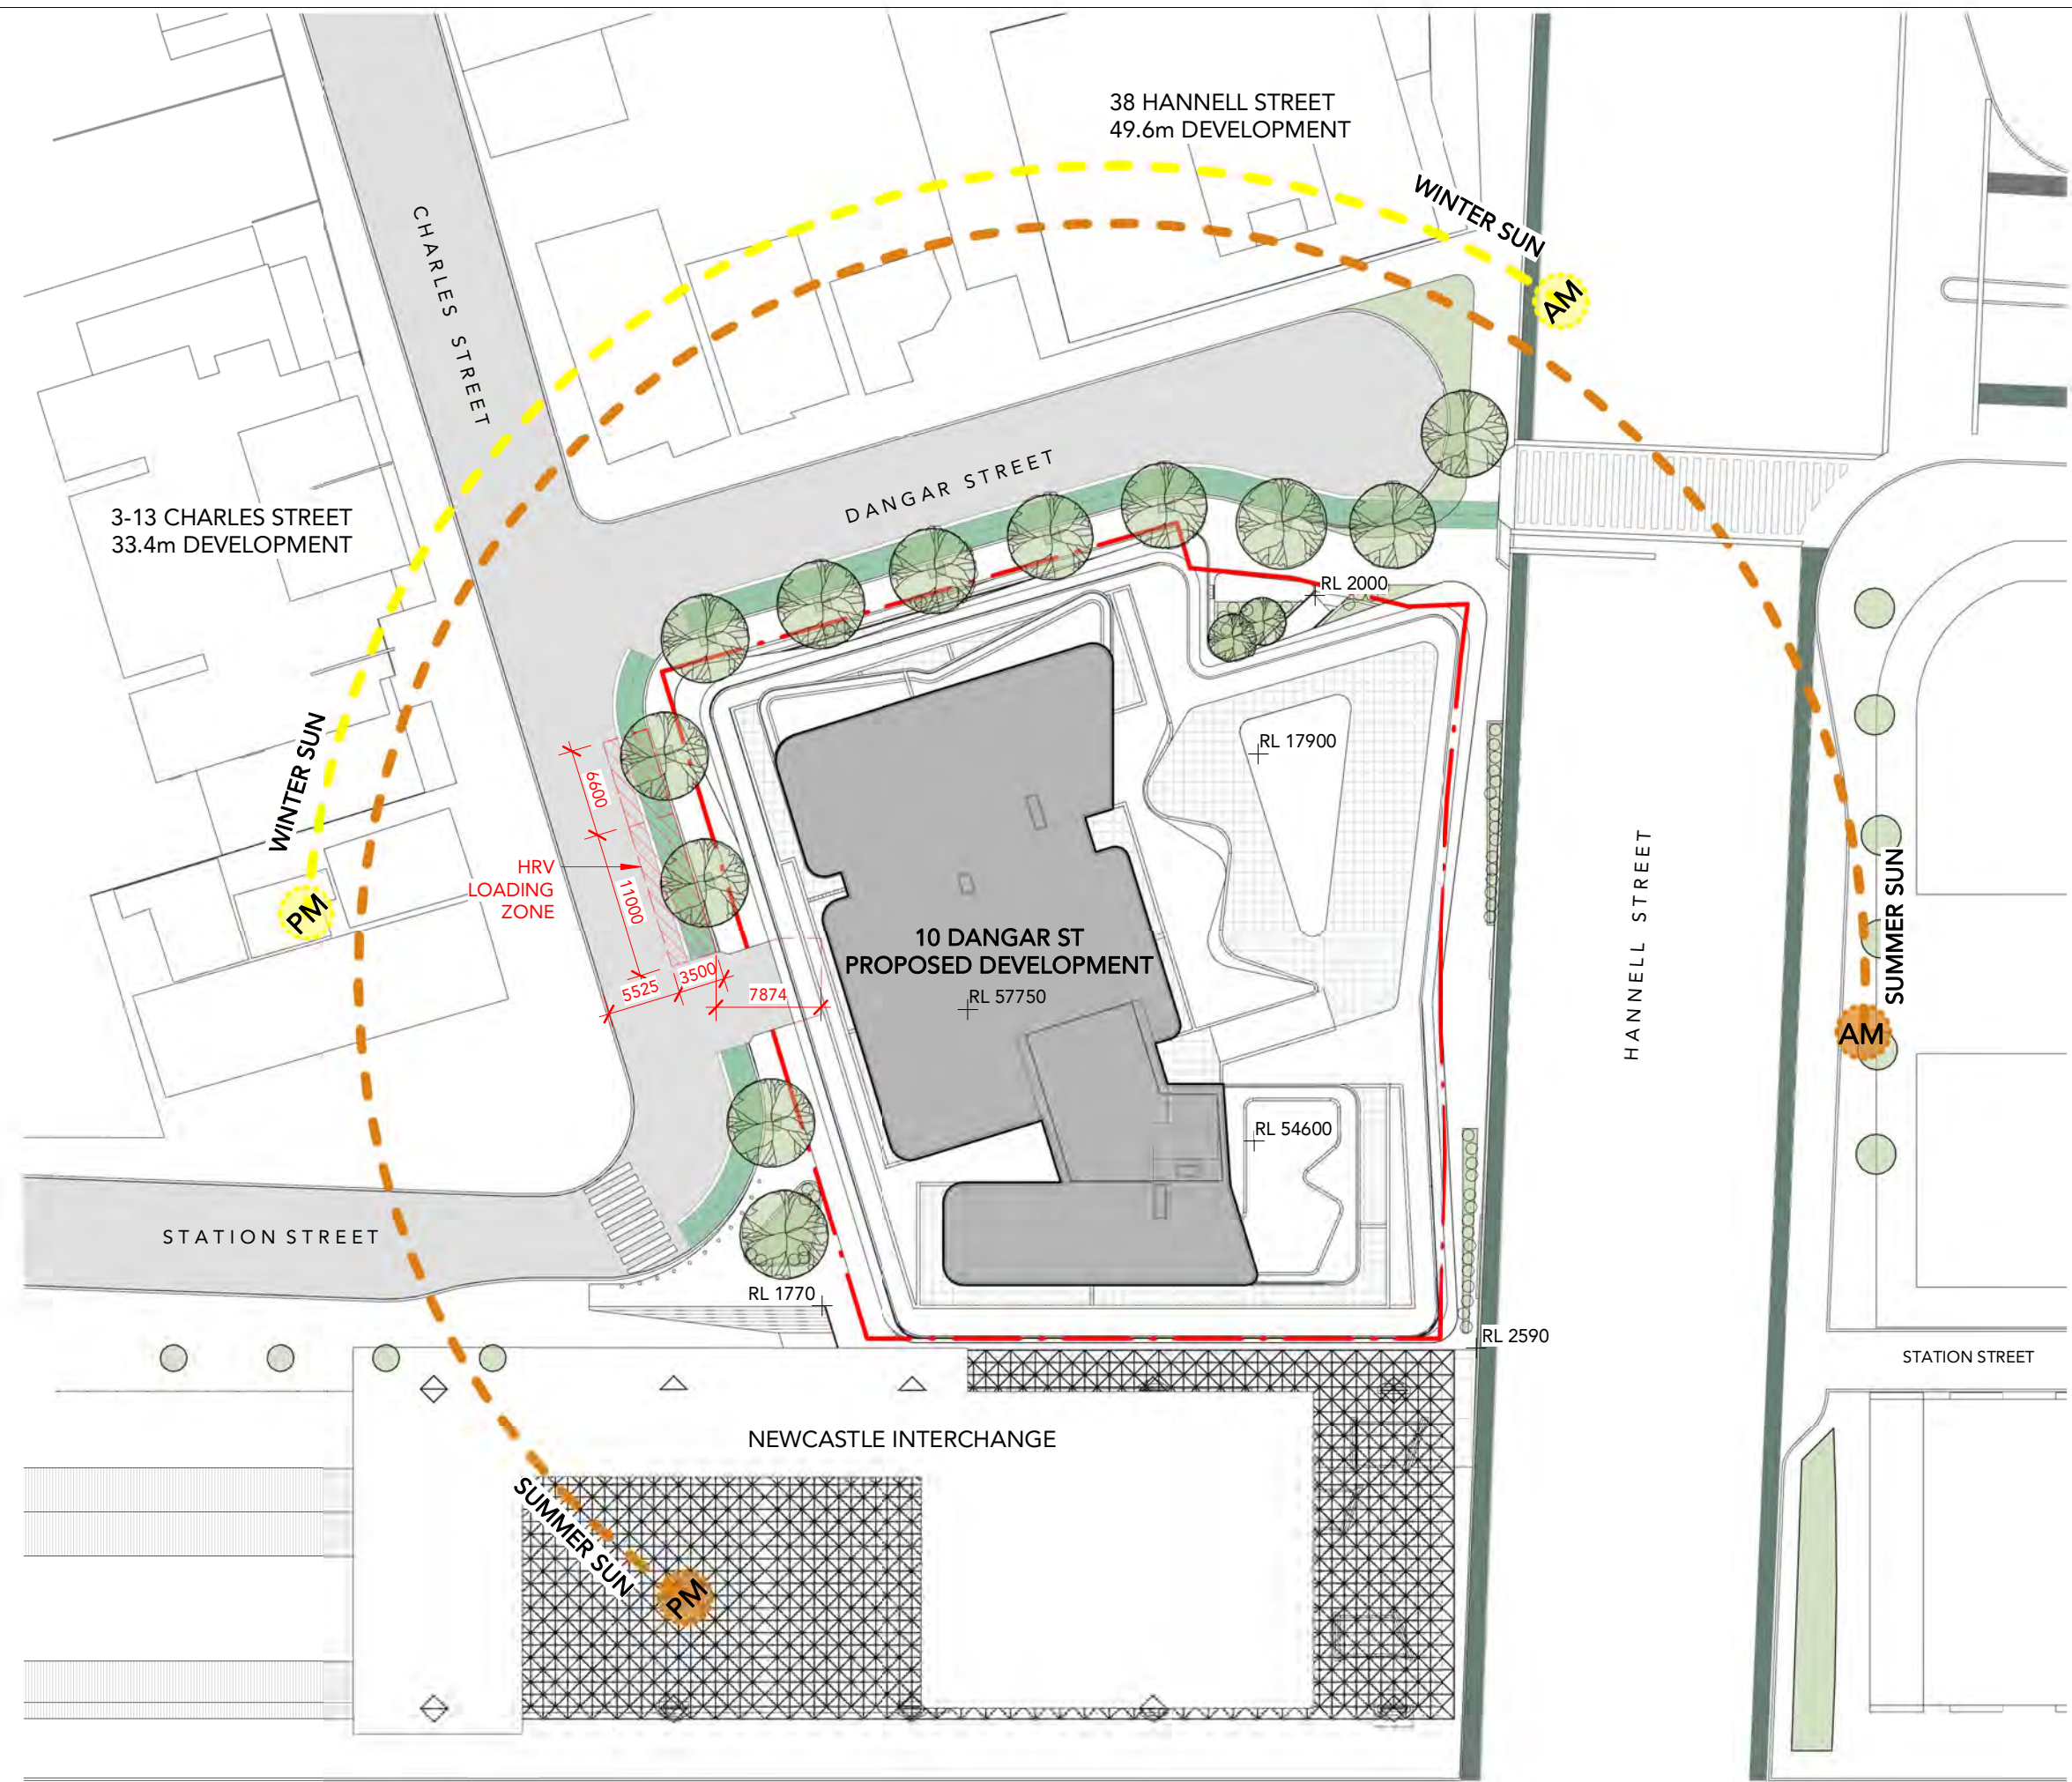 38 HANNELL STREET
49.6m DEVELOPMENT
WINTER SUN
AM
CHARLES STREET
DANGAR STREET
3-13 CHARLES STREET
33.4m DEVELOPMENT
RL 2000
WINTER SUN
PM
RL 17900
6600
HRV
LOADING
ZONE
11000
3500
5525
7874
10 DANGAR ST
PROPOSED DEVELOPMENT
RL 57750
HANNELL STREET
SUMMER SUN
AM
RL 54600
STATION STREET
RL 1770
RL 2590
STATION STREET
NEWCASTLE INTERCHANGE
SUMMER SUN
PM